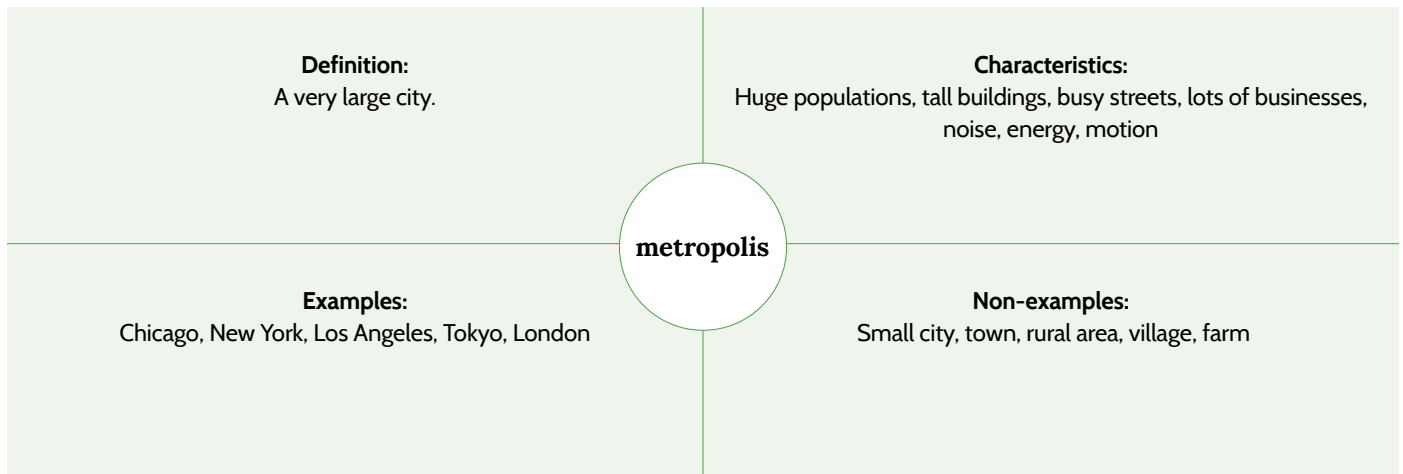 Definition:
A very large city.
Characteristics:
Huge populations, tall buildings, busy streets, lots of businesses,
noise, energy, motion
metropolis
Examples:
Chicago, New York, Los Angeles, Tokyo, London
Non-examples:
Small city, town, rural area, village, farm